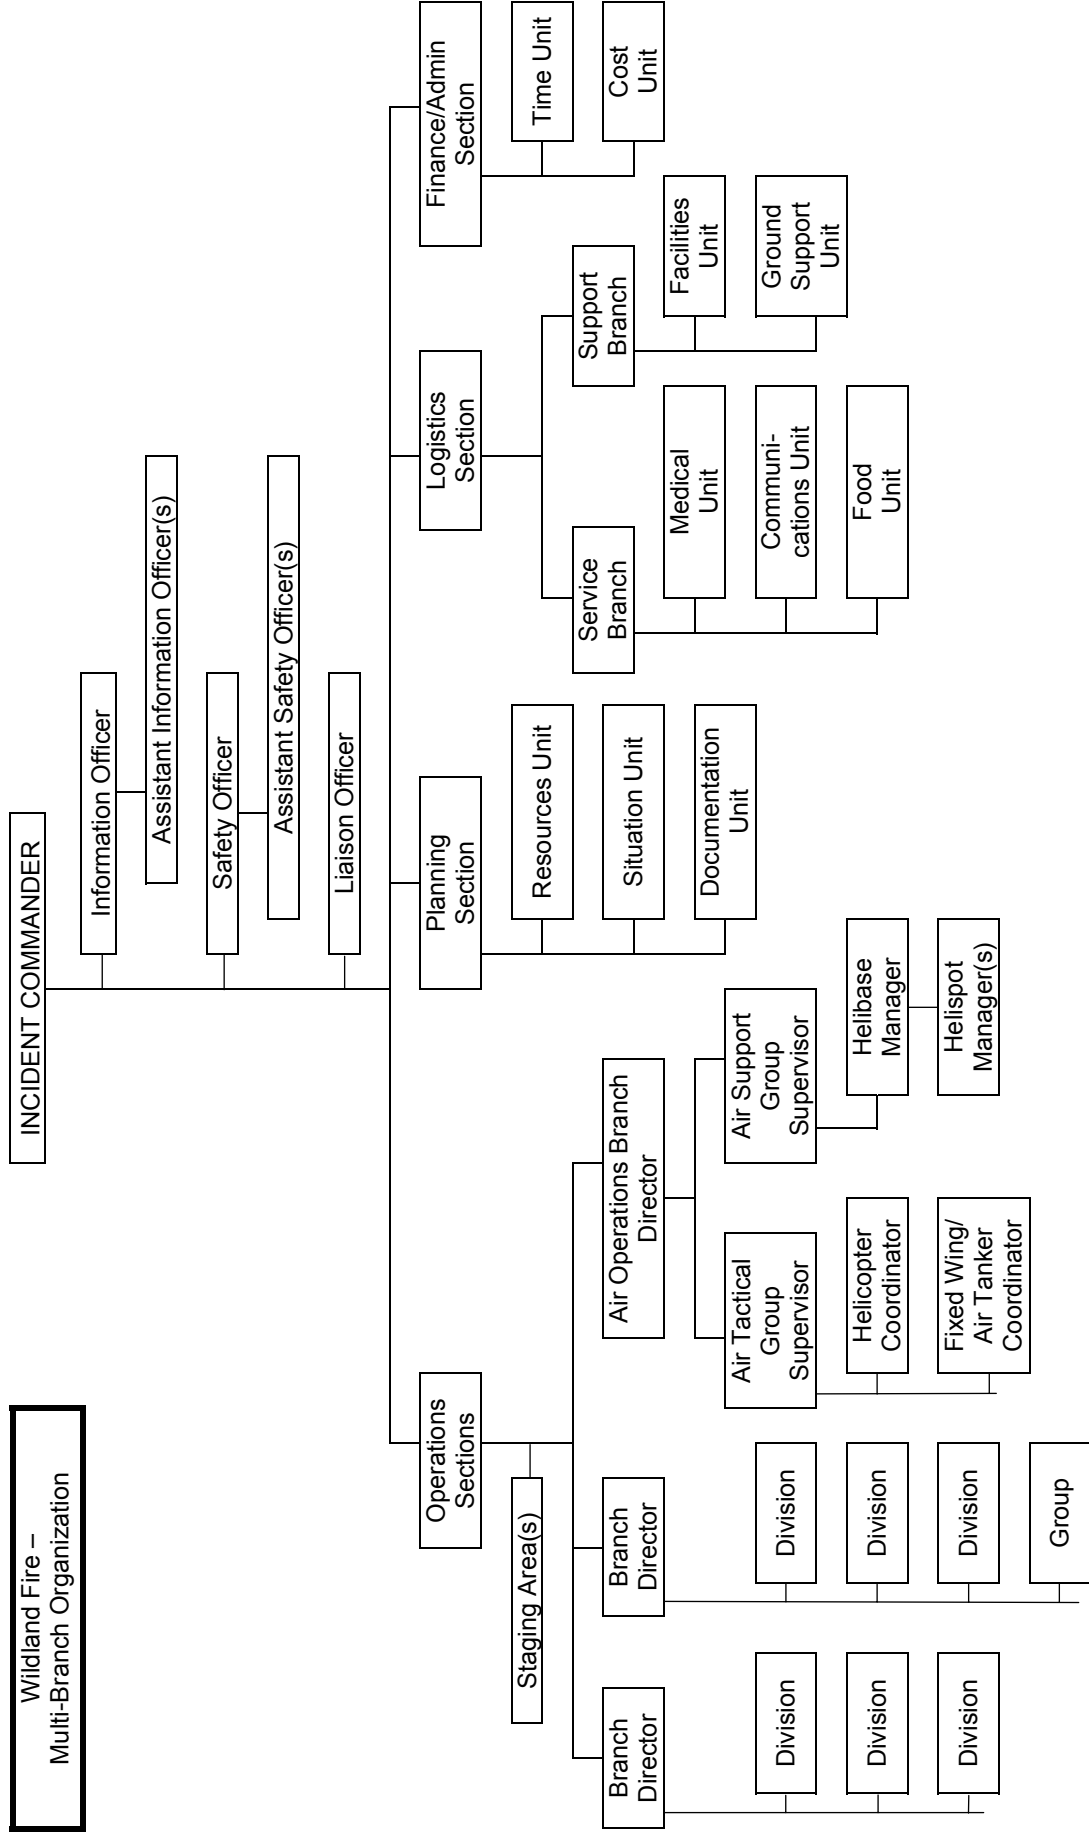 Wildland Fire –
Multi-Branch Organization
INCIDENT COMMANDER
Information Officer
Assistant Information Officer(s)
Safety Officer
Assistant Safety Officer(s)
Liaison Officer
Operations
Sections
Planning
Section
Logistics
Section
Finance/Admin
Section
Staging Area(s)
Branch
Director
Division
Division
Division
Branch
Director
Division
Division
Division
Group
Air Operations Branch
Director
Air Tactical
Group
Supervisor
Helicopter
Coordinator
Fixed Wing/
Air Tanker
Coordinator
Air Support
Group
Supervisor
Helibase
Manager
Helispot
Manager(s)
Resources Unit
Situation Unit
Documentation
Unit
Service
Branch
Medical
Unit
Communi-
cations Unit
Food
Unit
Support
Branch
Facilities
Unit
Ground
Support
Unit
Time Unit
Cost
Unit